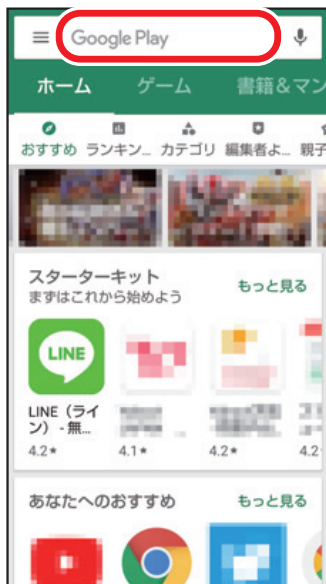 Google Play
ホーム ゲーム 書籍&マン
おすすめ ランキン... カテゴリ 編集者よ... 親子
スターターキット もっと見る
まずはこれから始めよう
LINE
LINE（ライ
ン）- 無...
4.2★ 4.1★ 4.2★ 4.2
あなたへのおすすめ もっと見る